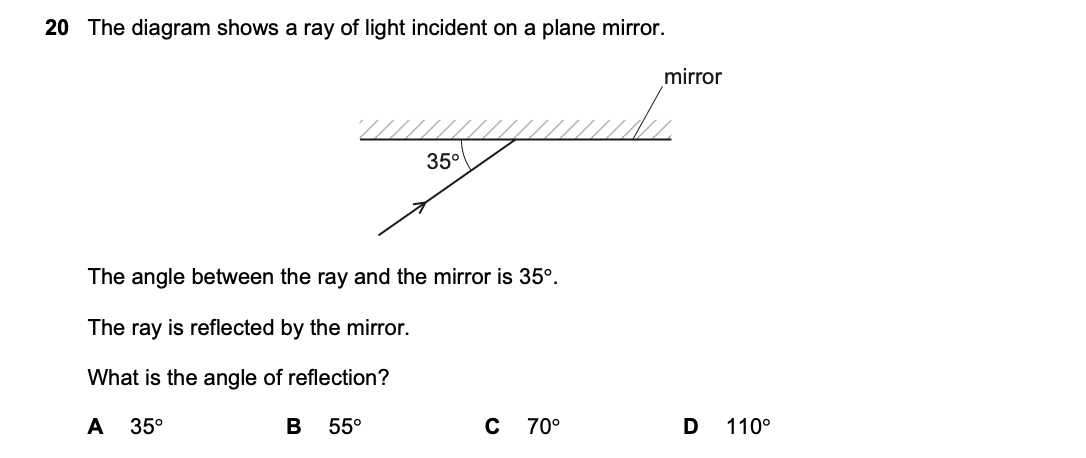 20 The diagram shows a ray of light incident on a plane mirror.
mirror
35°
The angle between the ray and the mirror is 35°.
The ray is reflected by the mirror.
What is the angle of reflection?
A 35° B 55° C 70° D 110°